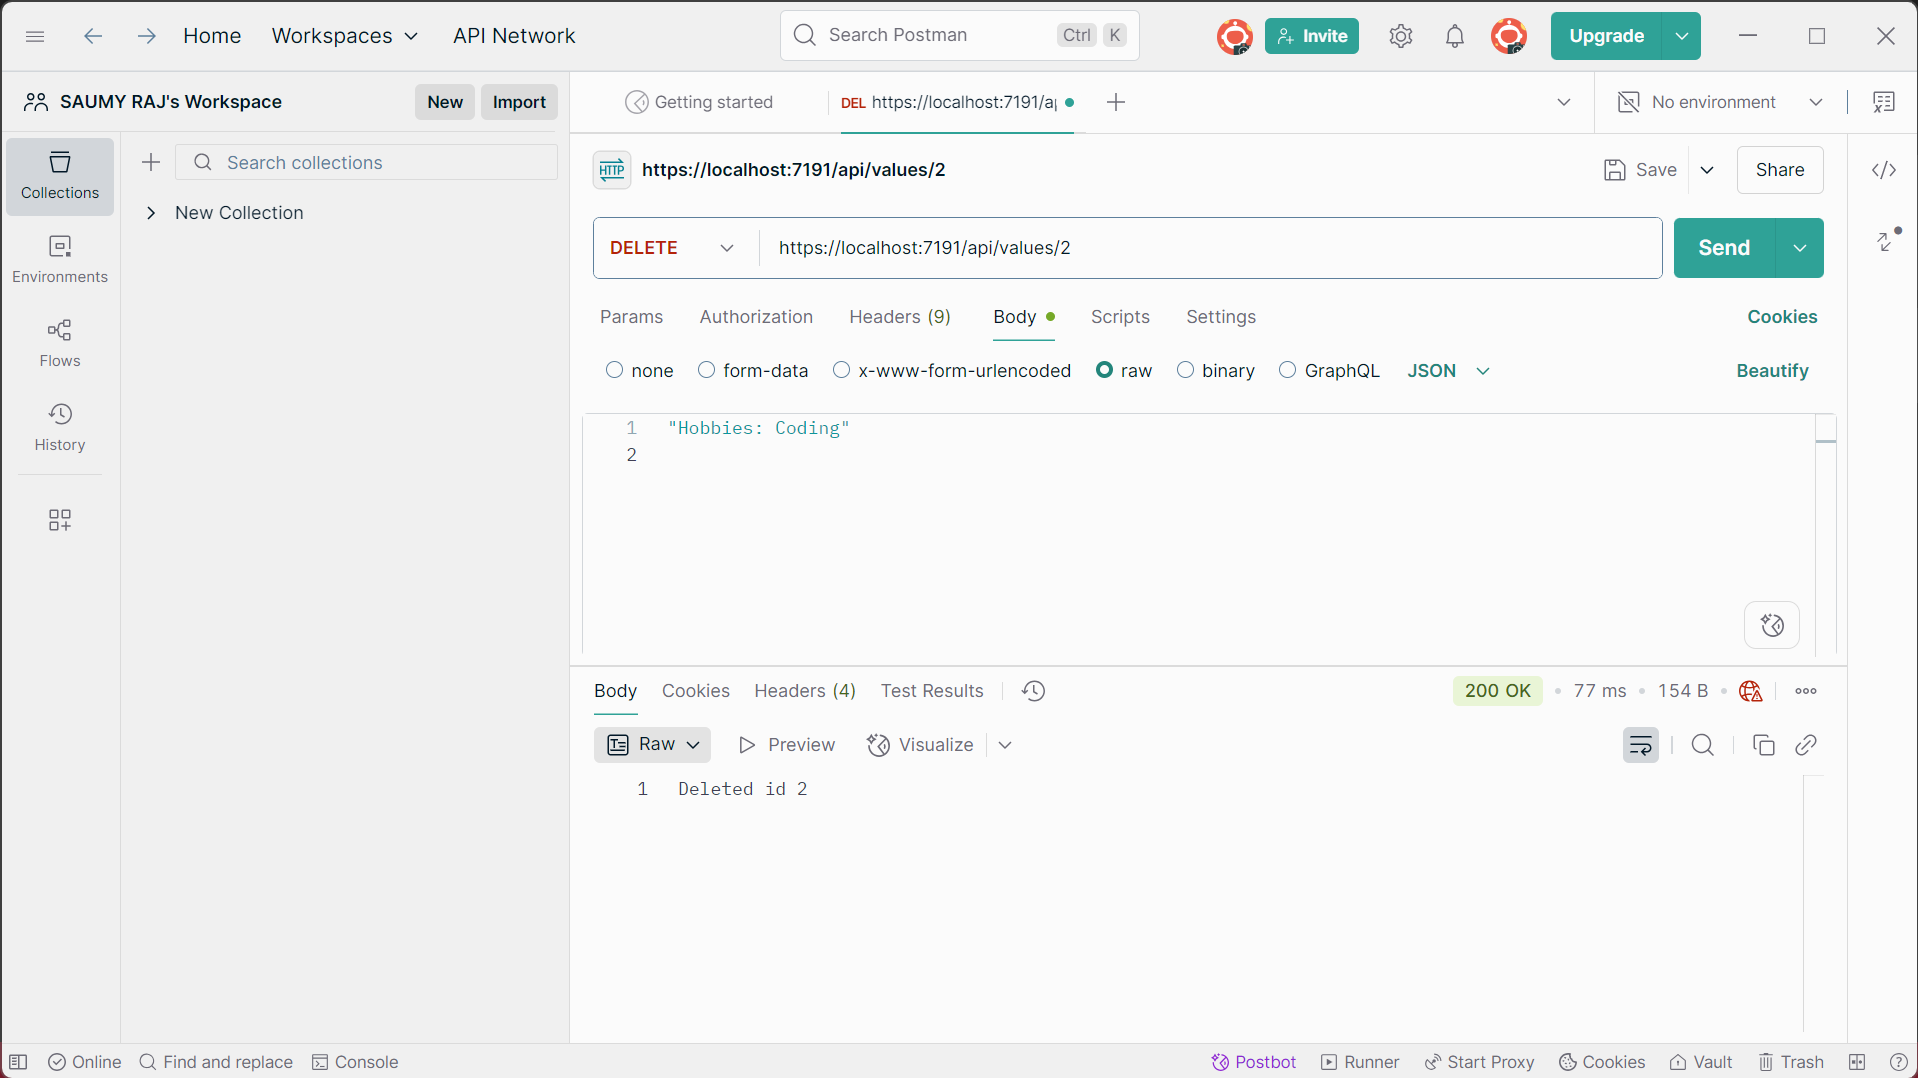 Home Workspaces API Network Search Postman Ctrl K Invite Upgrade
SAUMY RAJ's Workspace New Import Getting started DEL https://localhost:7191/a No environment
Collections
Search collections
New Collection
Environments
Flows
History
https://localhost:7191/api/values/2 Save Share
DELETE https://localhost:7191/api/values/2 Send
Params Authorization Headers (9) Body Scripts Settings Cookies
none form-data x-www-form-urlencoded raw binary GraphQL JSON Beautify
1 "Hobbies: Coding"
2
Body Cookies Headers (4) Test Results 200 OK • 77 ms • 154 B •
Raw Preview Visualize
1 Deleted id 2
Online Find and replace Console Postbot Runner Start Proxy Cookies Vault Trash